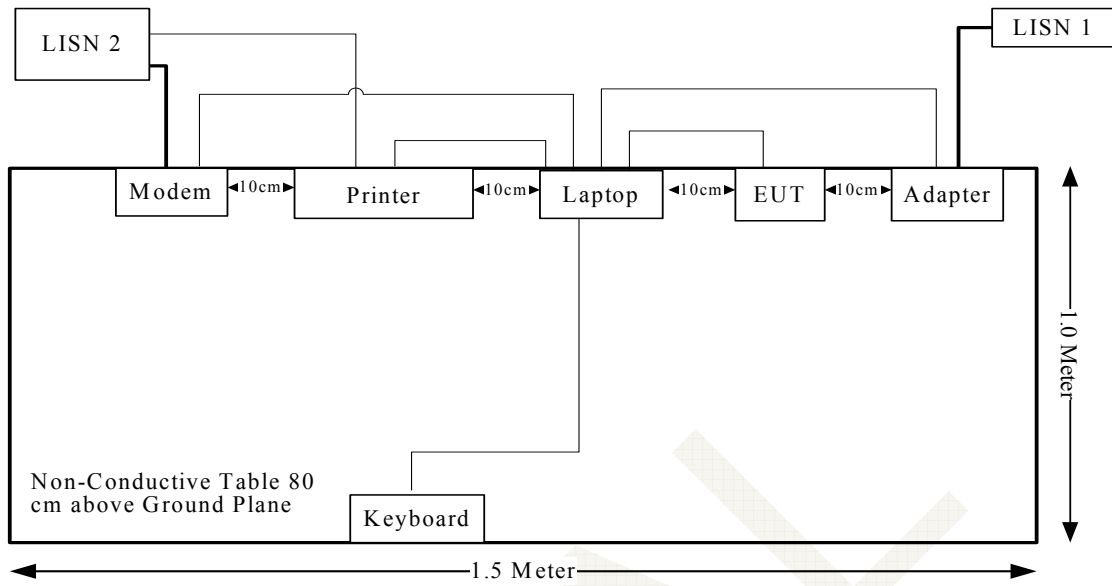 LISN 2
LISN 1
Modem
10cm
Printer
10cm
Laptop
10cm
EUT
10cm
Adapter
1.0 Meter
Non-Conductive Table 80
cm above Ground Plane
Keyboard
1.5 Meter